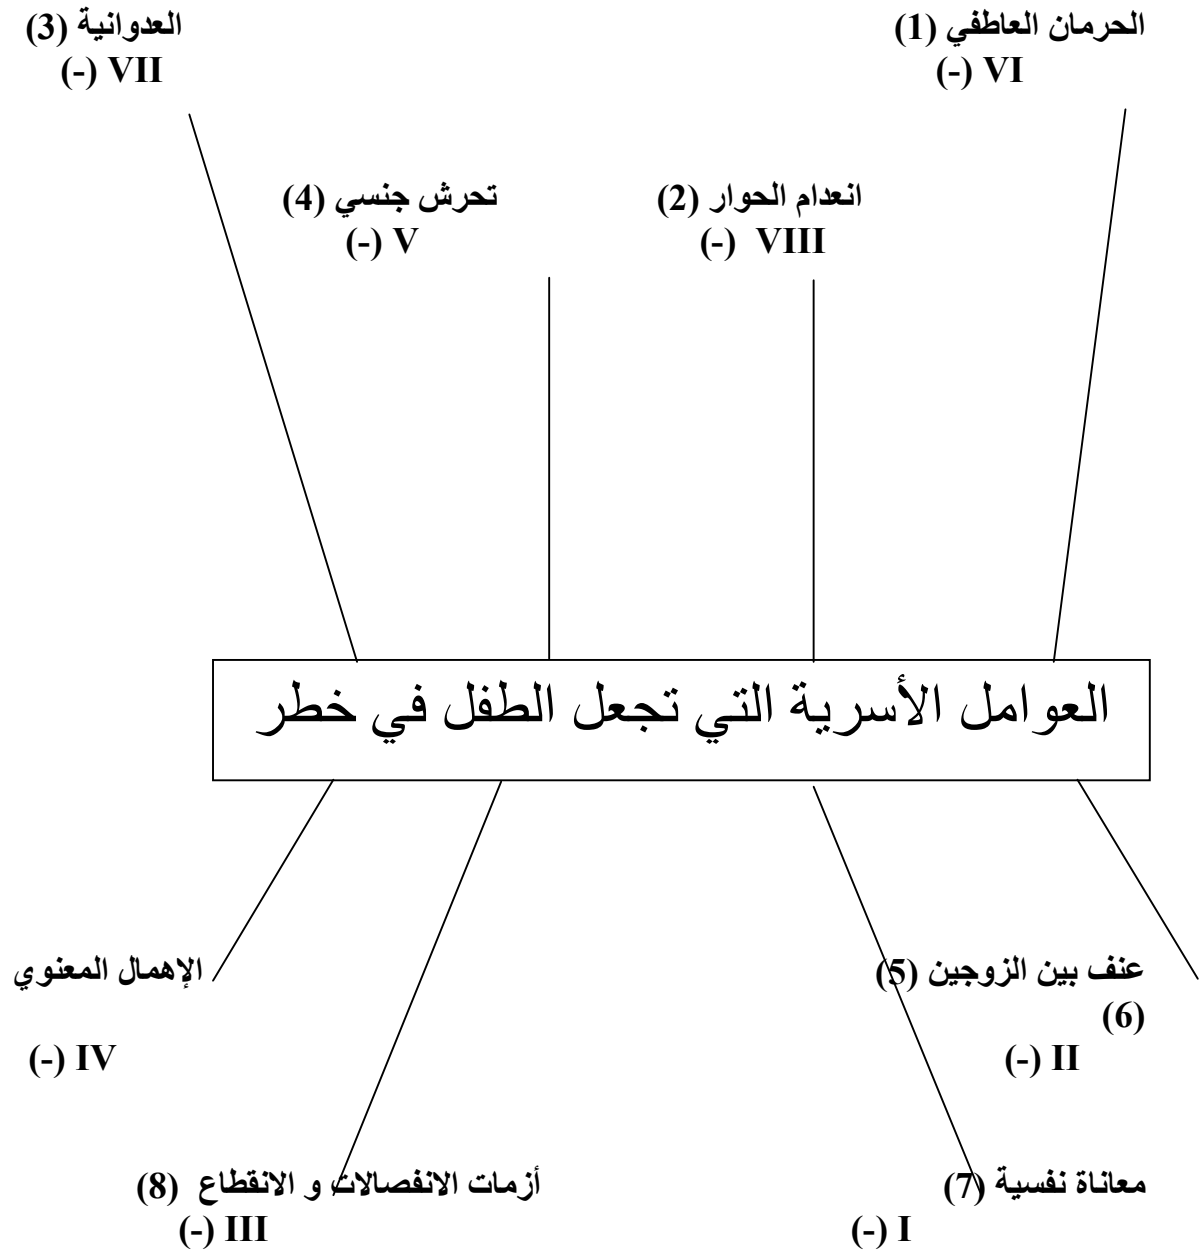 الحرمان العاطفي (1) العدوانية (3)
(-) VI (-) VII
انعدام الحوار (2) تحرش جنسي (4)
(-) VIII (-) V
العوامل الأسرية التي تجعل الطفل في خطر
عنف بين الزوجين (5) الإهمال المعنوي
(6)
(-) II (-) IV
معاناة نفسية (7) أزمات الانفصالات و الانقطاع (8)
(-) I (-) III